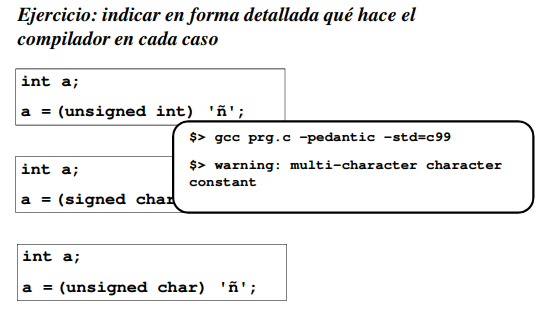 Ejercicio: indicar en forma detallada qué hace el
compilador en cada caso
int a;
a = (unsigned int) 'ñ';
$> gcc prg.c -pedantic -std=c99
$> warning: multi-character character
constant
int a;
a = (signed char
int a;
a = (unsigned char) 'ñ';